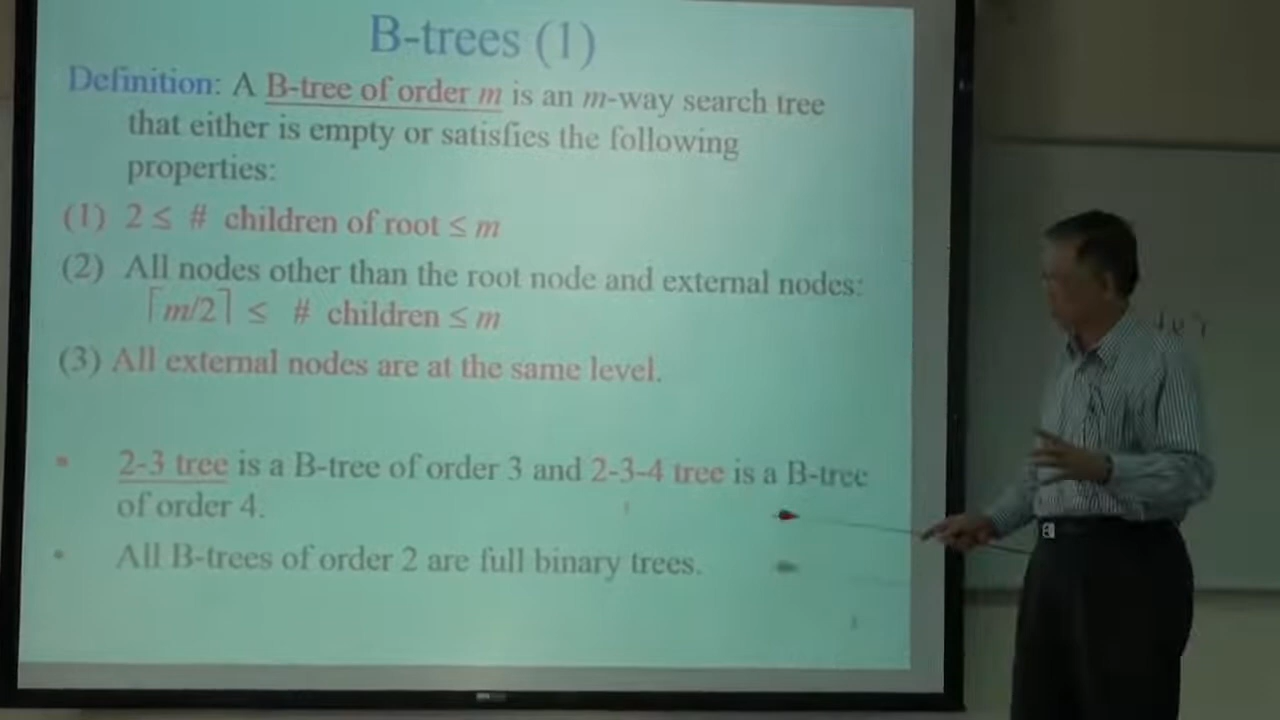 B-trees (1)
Definition: A B-tree of order m is an m-way search tree
that either is empty or satisfies the following
properties:
(1) 2 ≤ # children of root ≤ m
(2) All nodes other than the root node and external nodes:
⌈m/2⌉ ≤ # children ≤ m
(3) All external nodes are at the same level.
▪ 2-3 tree is a B-tree of order 3 and 2-3-4 tree is a B-tree
of order 4.
• All B-trees of order 2 are full binary trees.